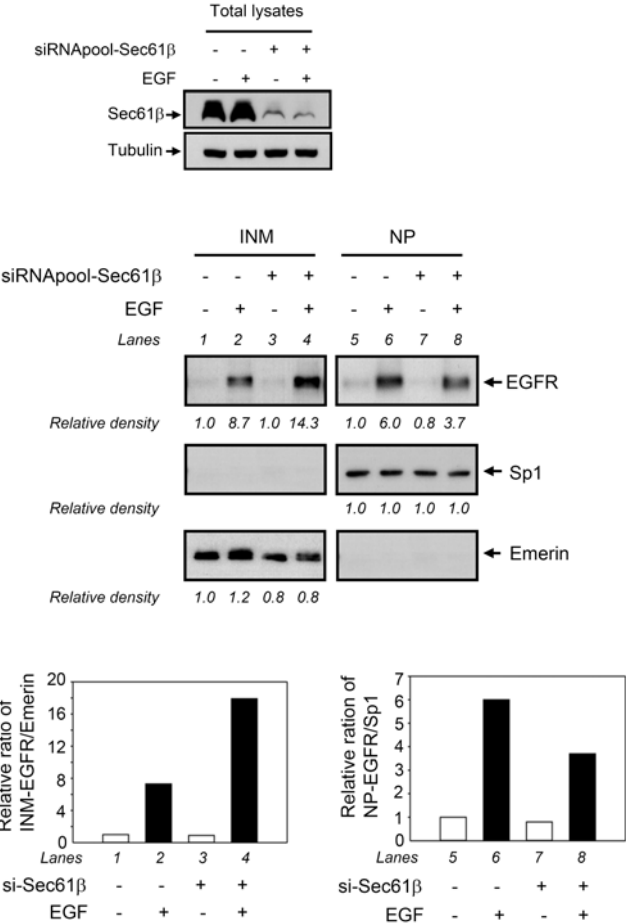 Total lysates
siRNApool-Sec61β - - + +
EGF - + - +
Sec61β
Tubulin
INM NP
siRNApool-Sec61β - - + + - - + +
EGF - + - + - + - +
Lanes 1 2 3 4 5 6 7 8
EGFR
Relative density 1.0 8.7 1.0 14.3 1.0 6.0 0.8 3.7
Sp1
Relative density 1.0 1.0 1.0 1.0
Emerin
Relative density 1.0 1.2 0.8 0.8
Relative ratio of
INM-EGFR/Emerin
20
16
12
8
4
0
Lanes 1 2 3 4
si-Sec61β - - + +
EGF - + - +
Relative ration of
NP-EGFR/Sp1
7
6
5
4
3
2
1
0
Lanes 5 6 7 8
si-Sec61β - - + +
EGF - + - +